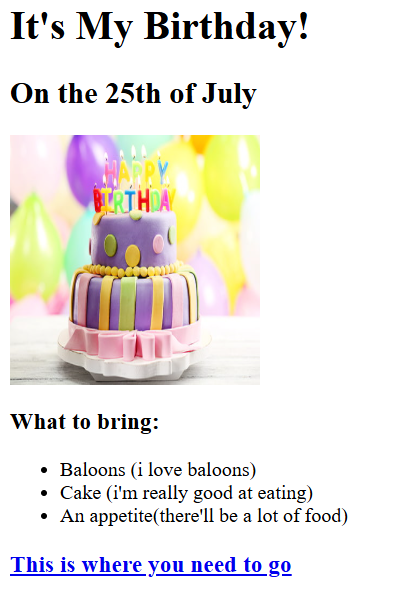 It's My Birthday!
On the 25th of July
HAPPY
BIRTHDAY
What to bring:
Baloons (i love baloons)
Cake (i'm really good at eating)
An appetite(there'll be a lot of food)
This is where you need to go